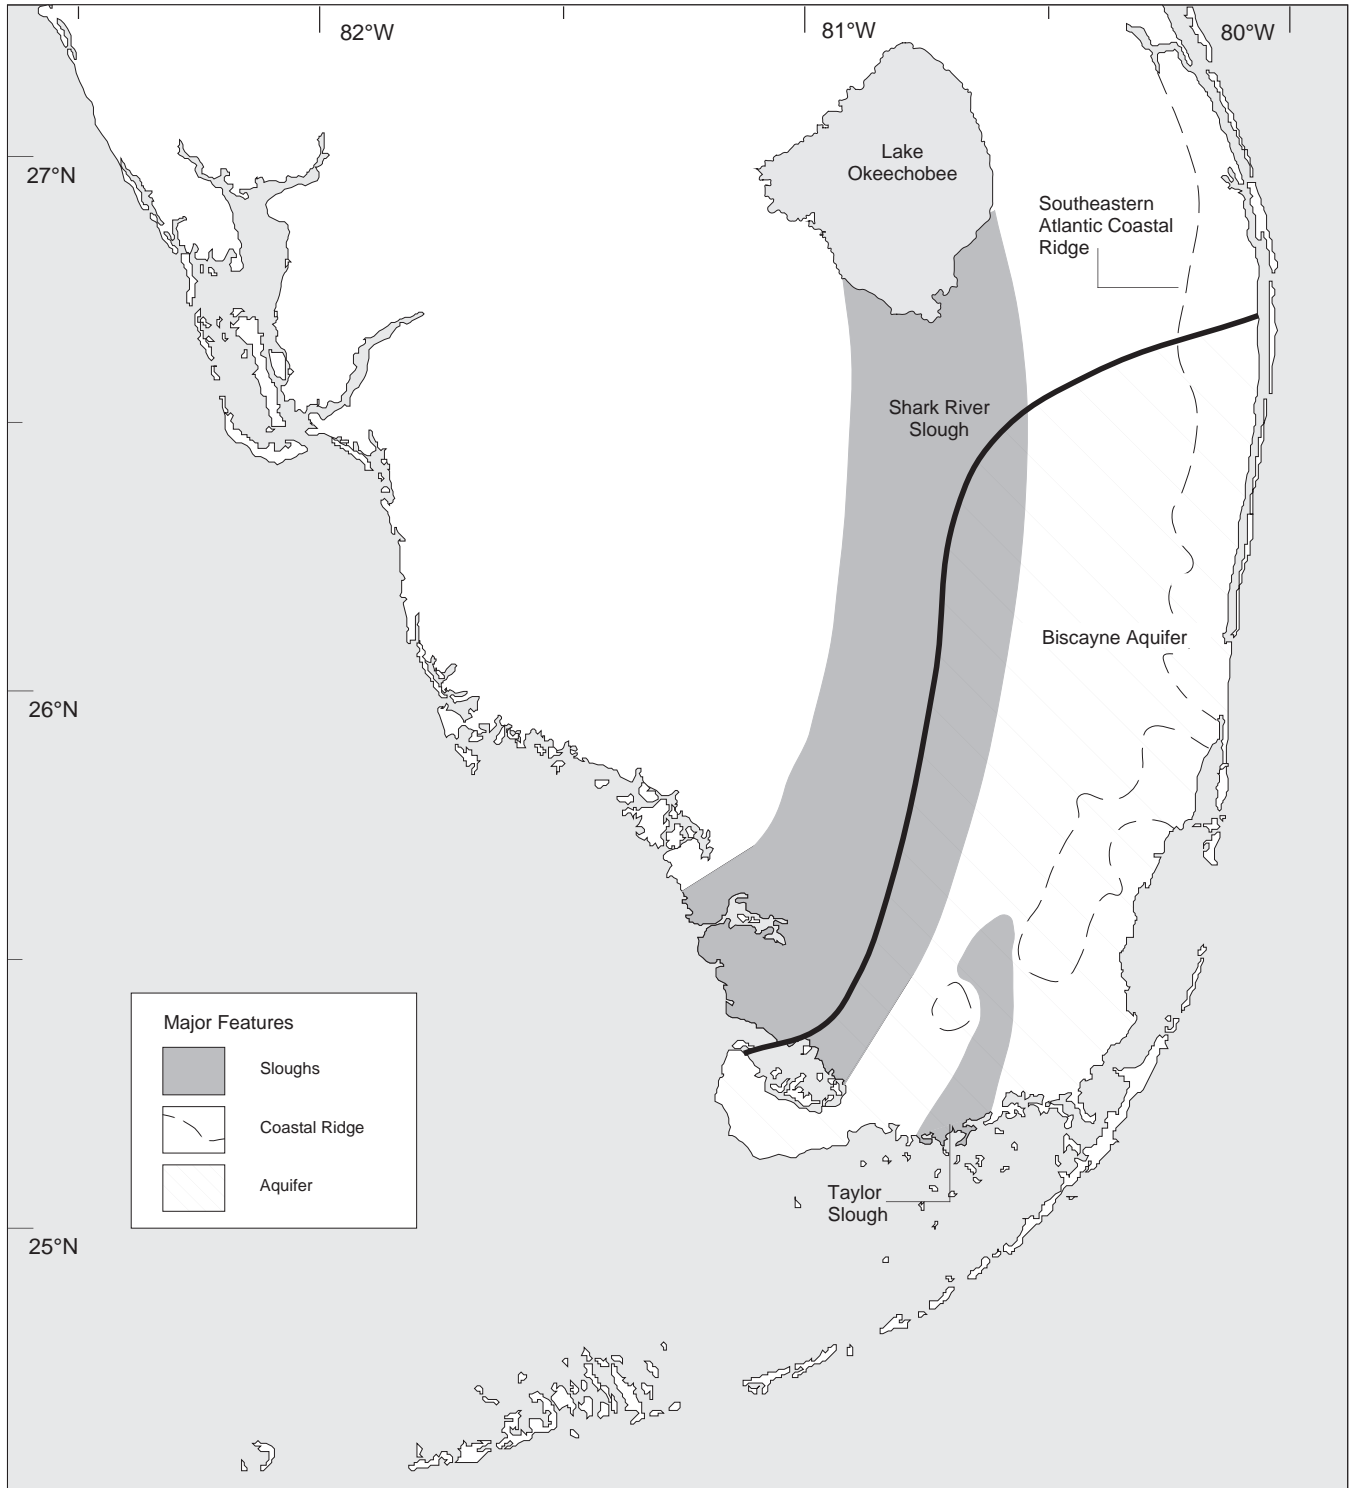 82°W
81°W
80°W
27°N
Lake
Okeechobee
Southeastern
Atlantic Coastal
Ridge
Shark River
Slough
Biscayne Aquifer
26°N
Major Features
Sloughs
Coastal Ridge
Aquifer
Taylor
Slough
25°N